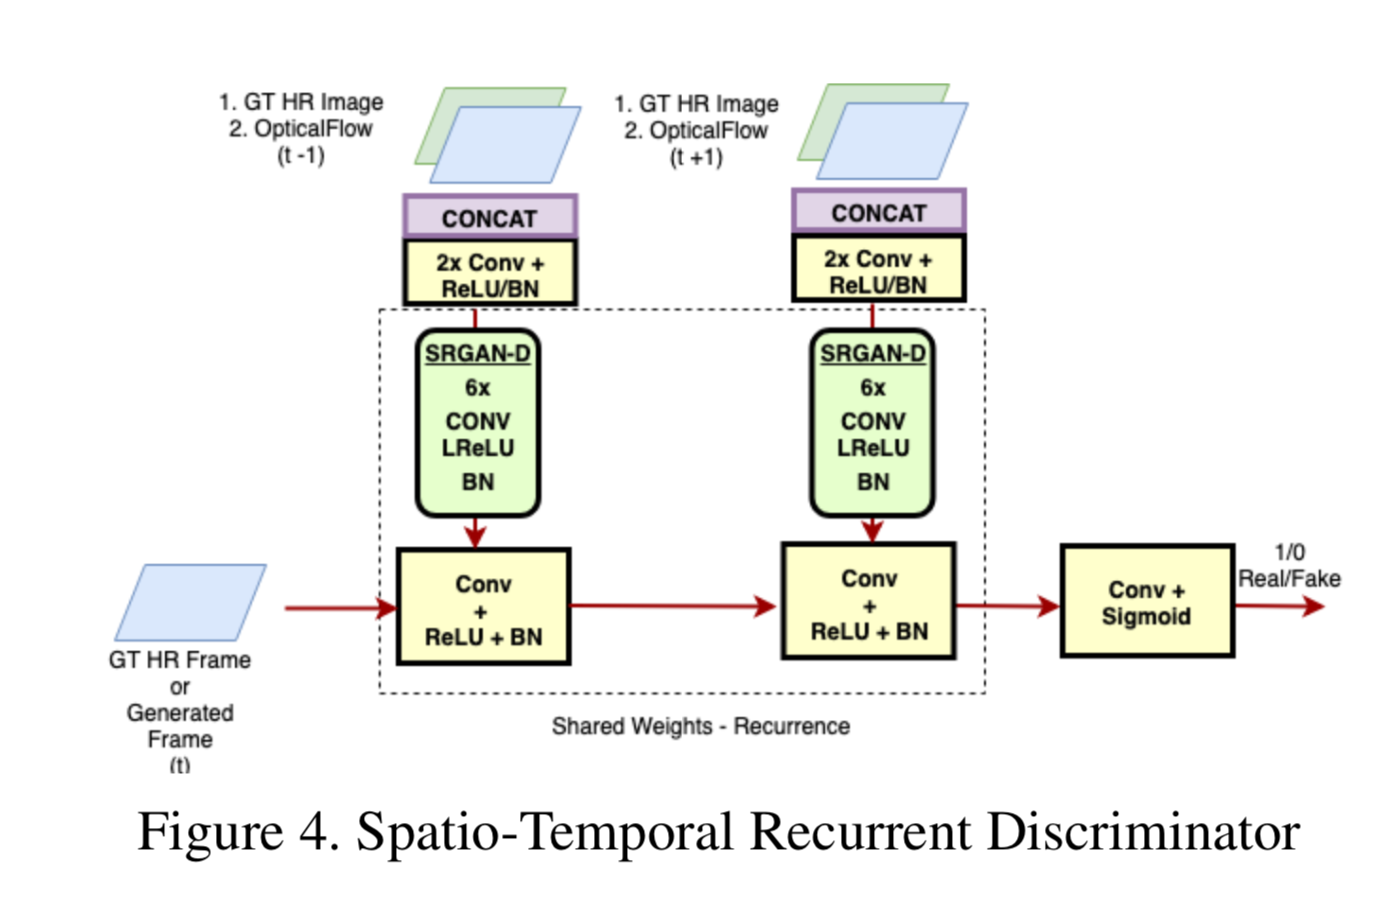 1. GT HR Image
2. OpticalFlow
(t -1)
1. GT HR Image
2. OpticalFlow
(t +1)
CONCAT
CONCAT
2x Conv +
ReLU/BN
2x Conv +
ReLU/BN
SRGAN-D
6x
CONV
LReLU
BN
SRGAN-D
6x
CONV
LReLU
BN
GT HR Frame
or
Generated
Frame
(t)
Conv
+
ReLU + BN
Conv
+
ReLU + BN
Conv +
Sigmoid
1/0
Real/Fake
Shared Weights - Recurrence
Figure 4. Spatio-Temporal Recurrent Discriminator